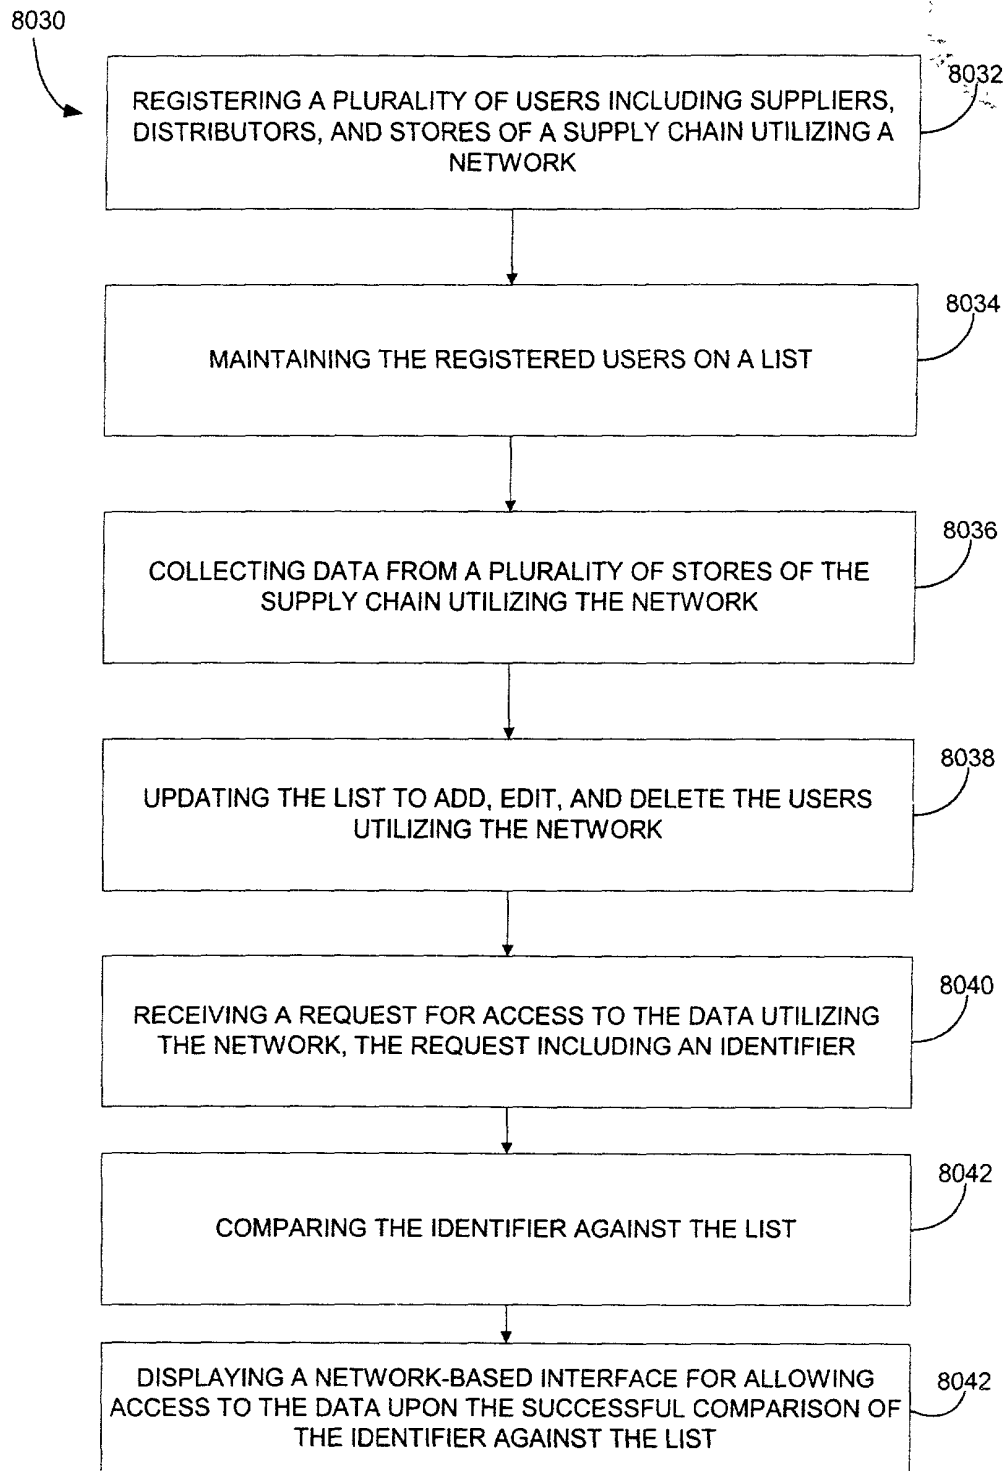 8030
8032
REGISTERING A PLURALITY OF USERS INCLUDING SUPPLIERS,
DISTRIBUTORS, AND STORES OF A SUPPLY CHAIN UTILIZING A
NETWORK
8034
MAINTAINING THE REGISTERED USERS ON A LIST
8036
COLLECTING DATA FROM A PLURALITY OF STORES OF THE
SUPPLY CHAIN UTILIZING THE NETWORK
8038
UPDATING THE LIST TO ADD, EDIT, AND DELETE THE USERS
UTILIZING THE NETWORK
8040
RECEIVING A REQUEST FOR ACCESS TO THE DATA UTILIZING
THE NETWORK, THE REQUEST INCLUDING AN IDENTIFIER
8042
COMPARING THE IDENTIFIER AGAINST THE LIST
8042
DISPLAYING A NETWORK-BASED INTERFACE FOR ALLOWING
ACCESS TO THE DATA UPON THE SUCCESSFUL COMPARISON OF
THE IDENTIFIER AGAINST THE LIST